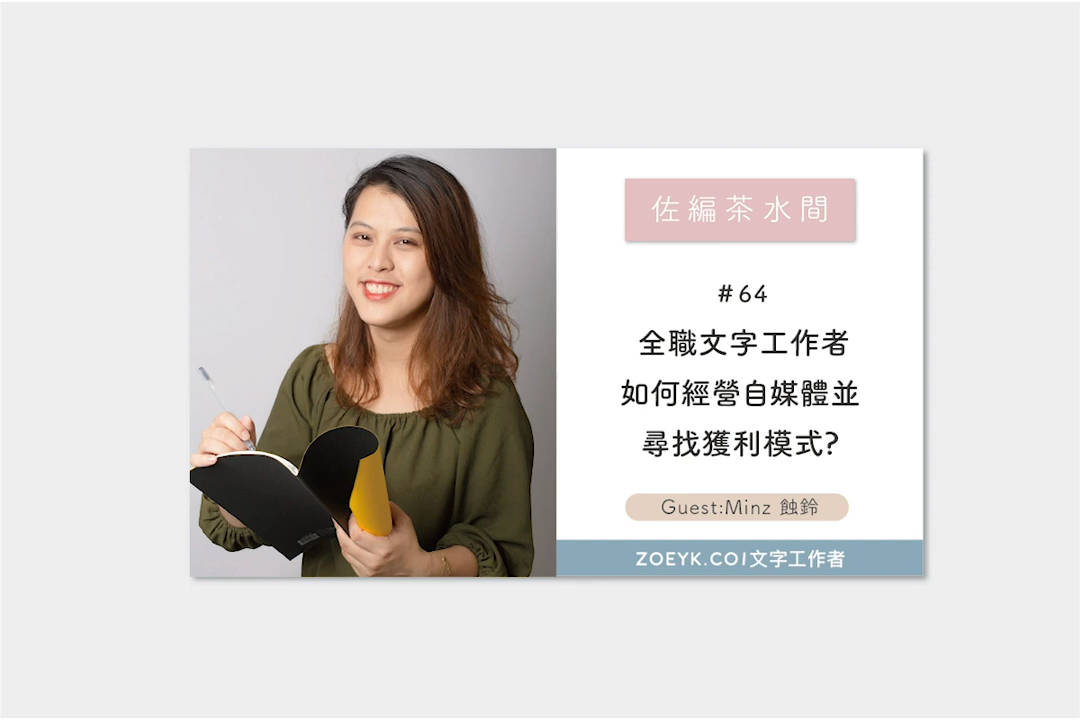 佐編茶水間
#64
全職文字工作者
如何經營自媒體並
尋找獲利模式?
Guest:Minz 蝕鈴
ZOEYK.CO|文字工作者